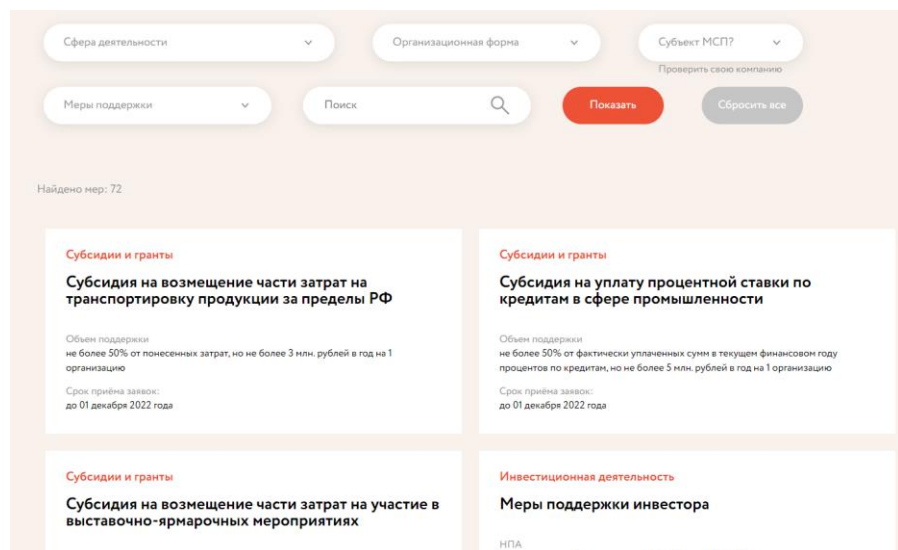 Сфера деятельности
Организационная форма
Субъект МСП?
Проверить свою компанию
Меры поддержки
Поиск
Показать
Сбросить все
Найдено мер: 72
Субсидии и гранты
Субсидия на возмещение части затрат на
транспортировку продукции за пределы РФ
Объем поддержки
не более 50% от понесенных затрат, но не более 3 млн. рублей в год на 1
организацию
Срок приёма заявок:
до 01 декабря 2022 года
Субсидии и гранты
Субсидия на уплату процентной ставки по
кредитам в сфере промышленности
Объем поддержки
не более 50% от фактически уплаченных сумм в текущем финансовом году
процентов по кредитам, но не более 5 млн. рублей в год на 1 организацию
Срок приёма заявок:
до 01 декабря 2022 года
Субсидии и гранты
Субсидия на возмещение части затрат на участие в
выставочно-ярмарочных мероприятиях
Инвестиционная деятельность
Меры поддержки инвестора
НПА